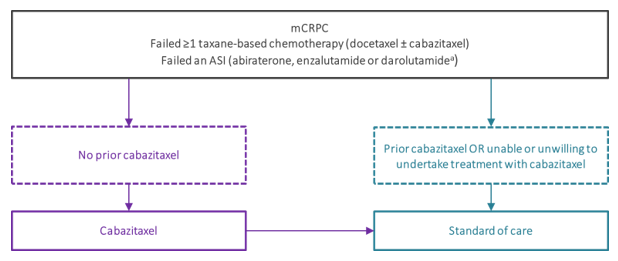 mCRPC
Failed ≥1 taxane-based chemotherapy (docetaxel ± cabazitaxel)
Failed an ASI (abiraterone, enzalutamide or darolutamideᵃ)
No prior cabazitaxel
Prior cabazitaxel OR unable or unwilling to
undertake treatment with cabazitaxel
Cabazitaxel
Standard of care